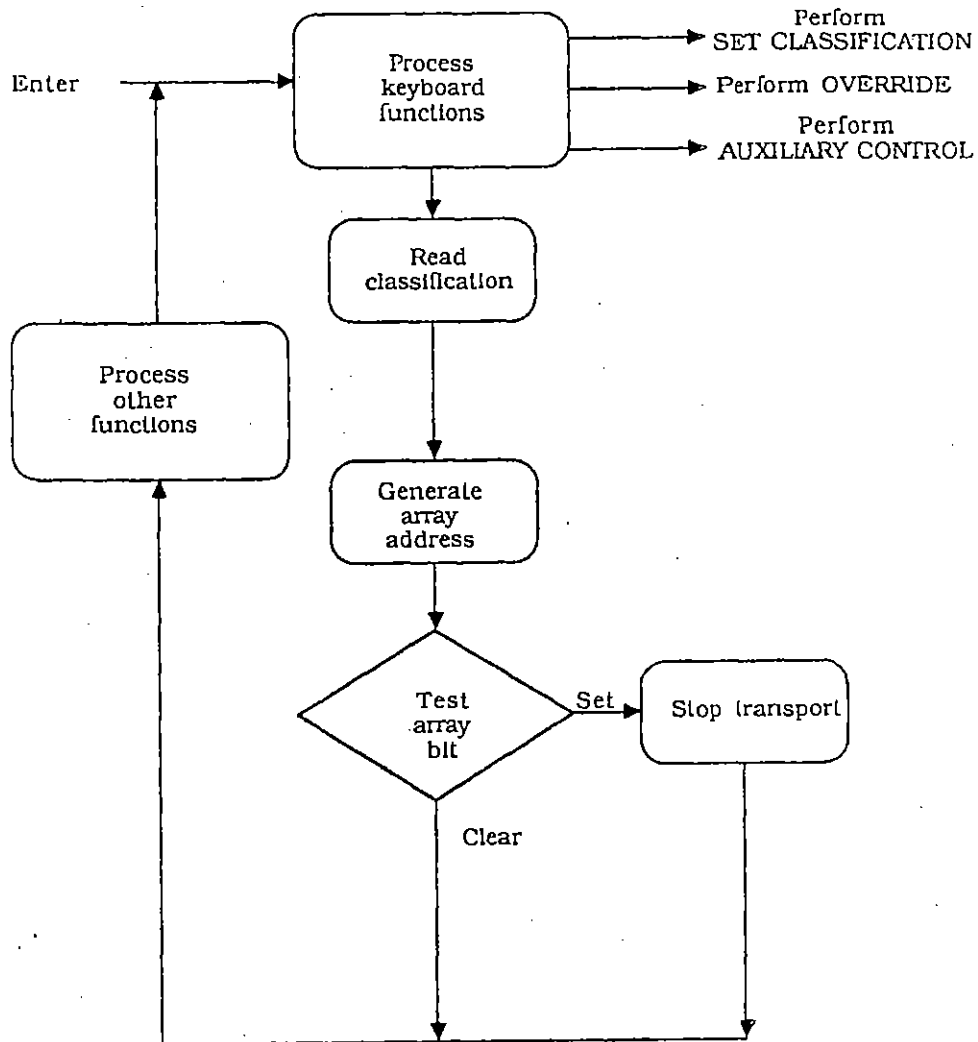 Perform
SET CLASSIFICATION
Enter
Process
keyboard
functions
Perform OVERRIDE
Perform
AUXILIARY CONTROL
Read
classification
Process
other
functions
Generate
array
address
Test
array
bit
Set
Stop transport
Clear